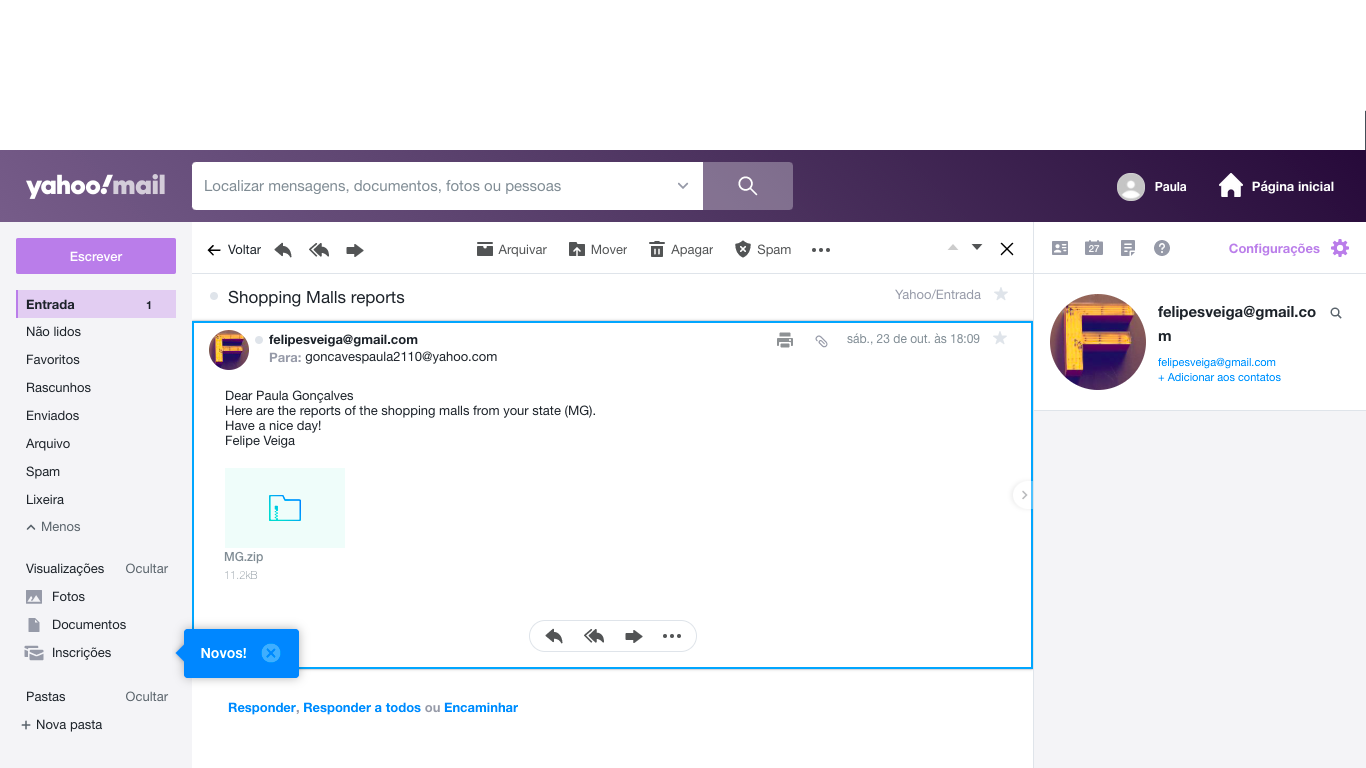 yahoo!mail
Localizar mensagens, documentos, fotos ou pessoas
Paula
Página inicial
Escrever
Entrada 1
Não lidos
Favoritos
Rascunhos
Enviados
Arquivo
Spam
Lixeira
Menos
Visualizações Ocultar
Fotos
Documentos
Inscrições
Novos!
Pastas Ocultar
+ Nova pasta
Voltar
Arquivar
Mover
Apagar
Spam
Shopping Malls reports
Yahoo/Entrada
F
felipesveiga@gmail.com
Para: goncavespaula2110@yahoo.com
sáb., 23 de out. às 18:09
Dear Paula Gonçalves
Here are the reports of the shopping malls from your state (MG).
Have a nice day!
Felipe Veiga
MG.zip
11.2kB
Responder, Responder a todos ou Encaminhar
27
?
Configurações
F
felipesveiga@gmail.co
m
felipesveiga@gmail.com
+ Adicionar aos contatos